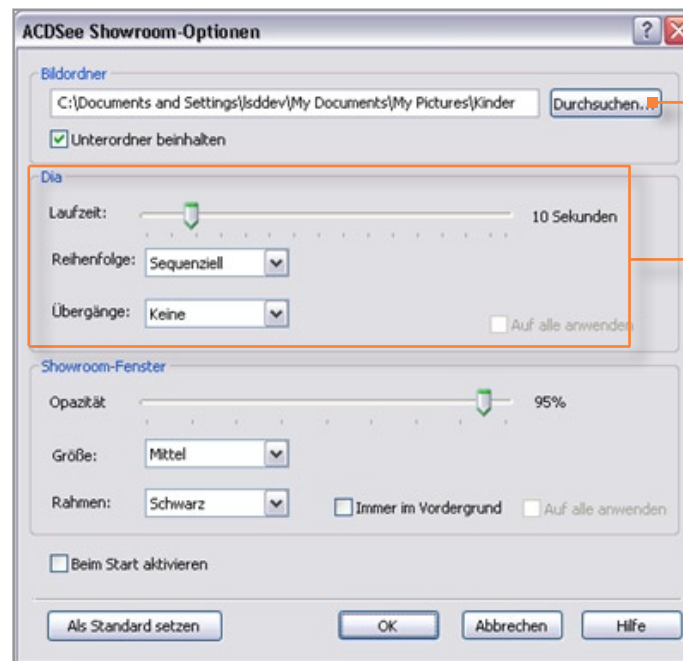 ACDSee Showroom-Optionen
Bildordner
C:\Documents and Settings\lsddev\My Documents\My Pictures\Kinder Durchsuchen...
Unterordner beinhalten
Dia
Laufzeit: 10 Sekunden
Reihenfolge: Sequenziell
Übergänge: Keine
Auf alle anwenden
Showroom-Fenster
Opazität 95%
Größe: Mittel
Rahmen: Schwarz Immer im Vordergrund Auf alle anwenden
Beim Start aktivieren
Als Standard setzen OK Abbrechen Hilfe